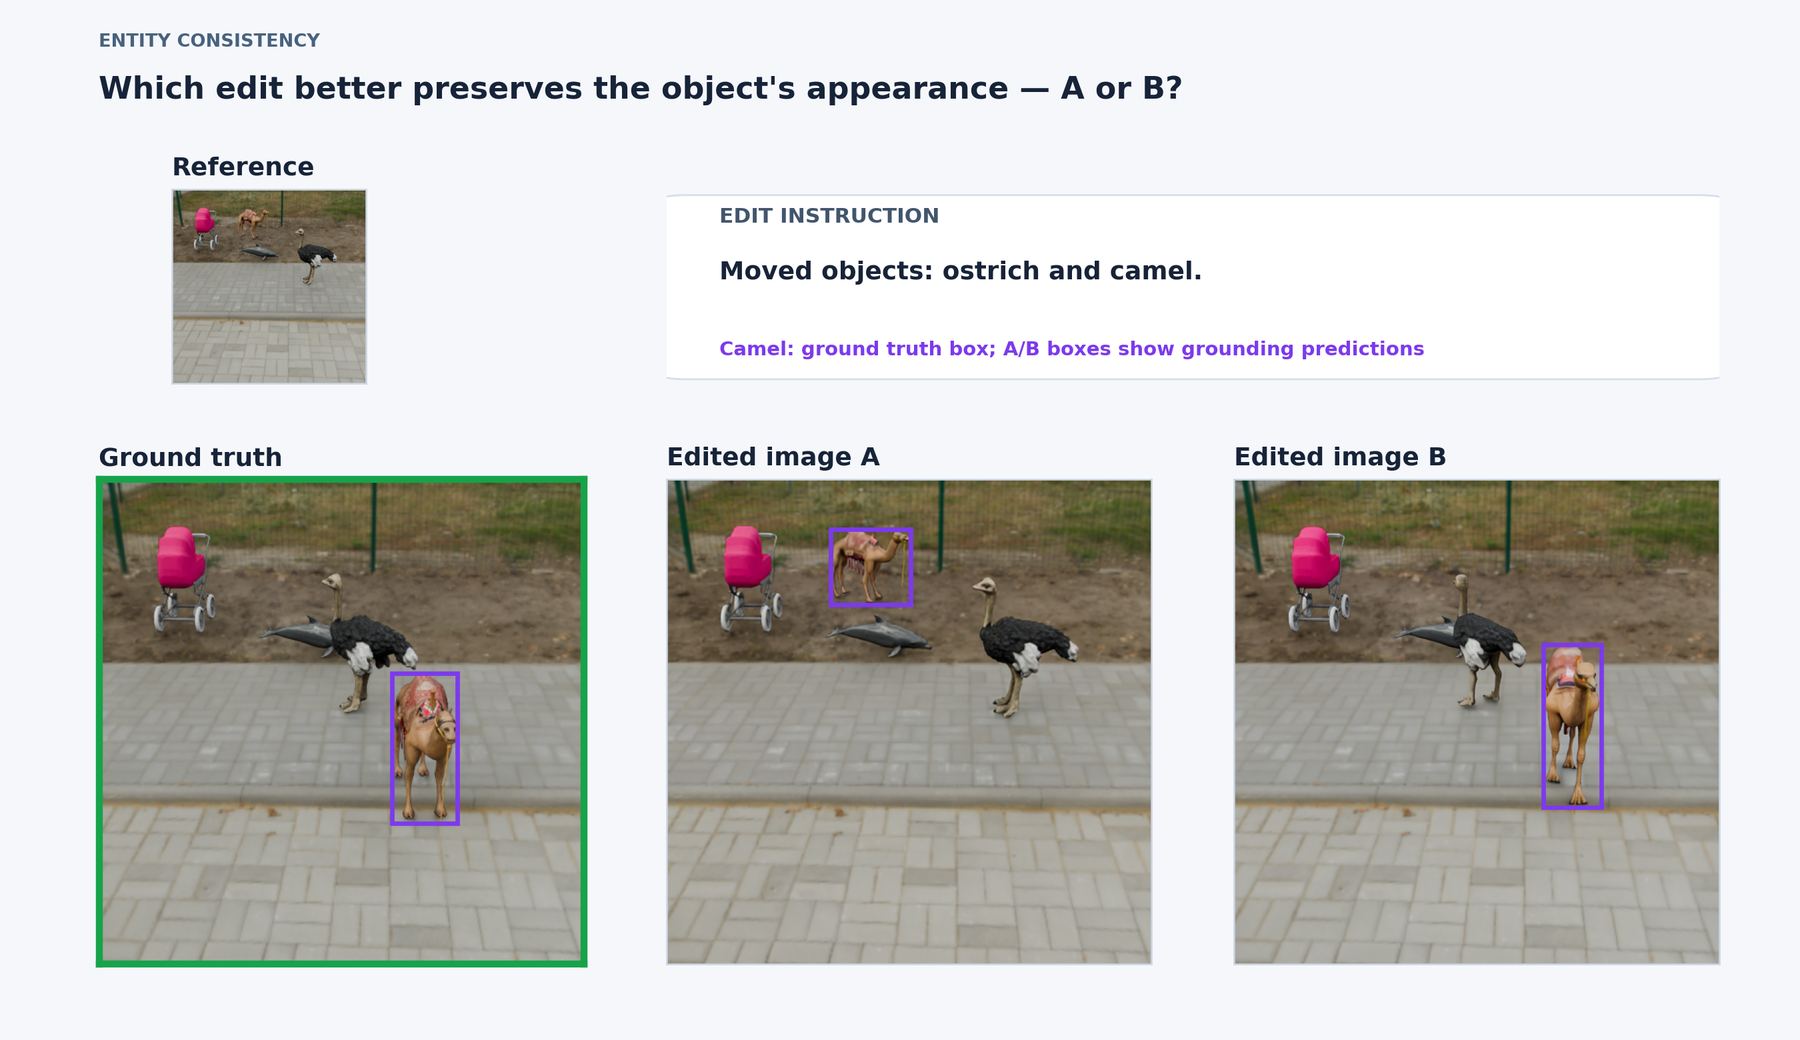 ENTITY CONSISTENCY
Which edit better preserves the object's appearance — A or B?
Reference
EDIT INSTRUCTION
Moved objects: ostrich and camel.
Camel: ground truth box; A/B boxes show grounding predictions
Ground truth
Edited image A
Edited image B